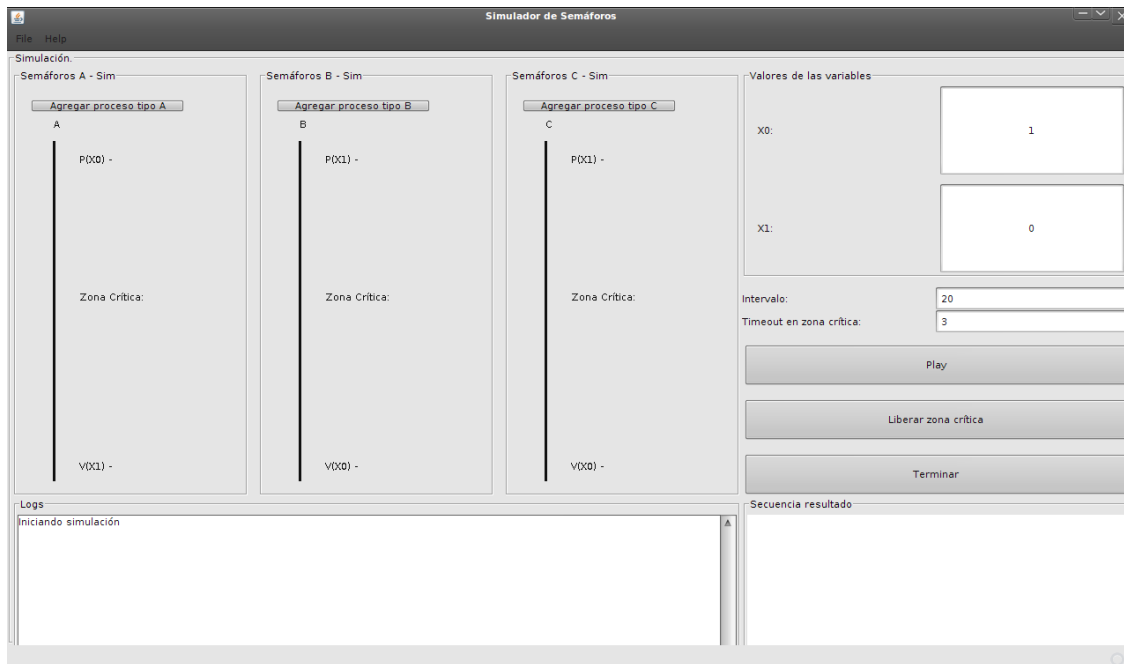 Simulador de Semáforos
File Help
Simulación.
Semáforos A - Sim
Agregar proceso tipo A
A
P(X0) -
Zona Crítica:
V(X1) -
Semáforos B - Sim
Agregar proceso tipo B
B
P(X1) -
Zona Crítica:
V(X0) -
Semáforos C - Sim
Agregar proceso tipo C
C
P(X1) -
Zona Crítica:
V(X0) -
Valores de las variables
X0: 1
X1: 0
Intervalo: 20
Timeout en zona crítica: 3
Play
Liberar zona crítica
Terminar
Logs
Iniciando simulación
Secuencia resultado